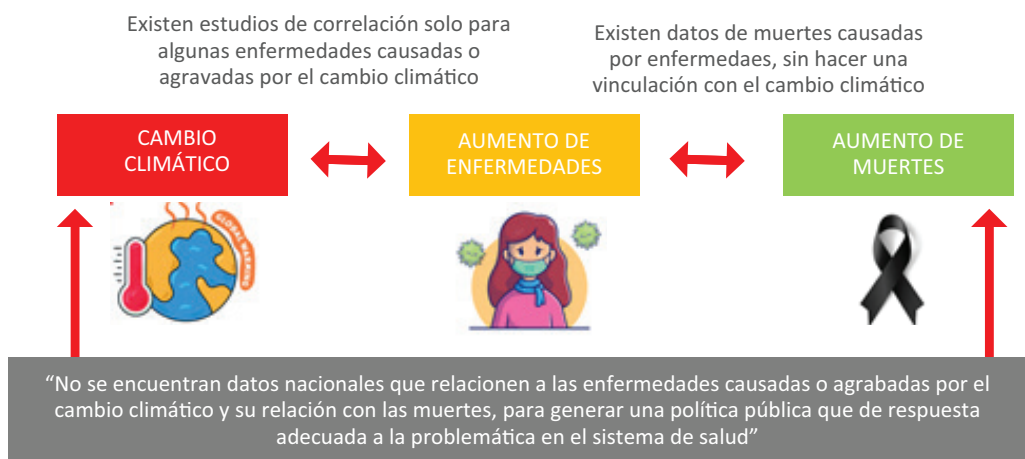 Existen estudios de correlación solo para
algunas enfermedades causadas o
agravadas por el cambio climático
Existen datos de muertes causadas
por enfermedaes, sin hacer una
vinculación con el cambio climático
CAMBIO
CLIMÁTICO
AUMENTO DE
ENFERMEDADES
AUMENTO DE
MUERTES
GLOBAL WARMING
“No se encuentran datos nacionales que relacionen a las enfermedades causadas o agrabadas por el
cambio climático y su relación con las muertes, para generar una política pública que de respuesta
adecuada a la problemática en el sistema de salud”